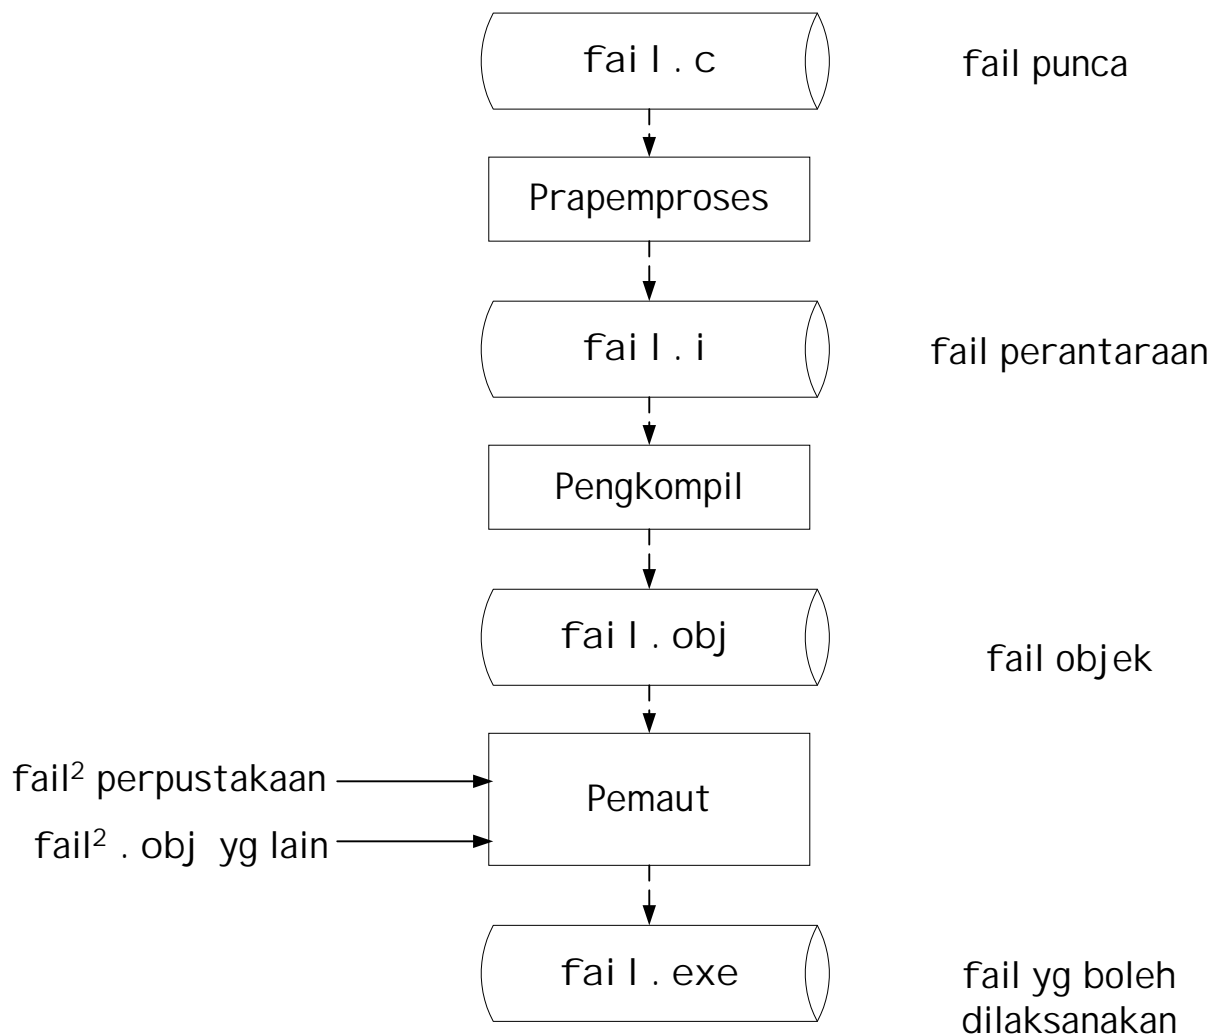 fail.c
fail punca
Prapemproses
fail.i
fail perantaraan
Pengkompil
fail.obj
fail objek
fail² perpustakaan
Pemaut
fail² .obj yg lain
fail.exe
fail yg boleh
dilaksanakan